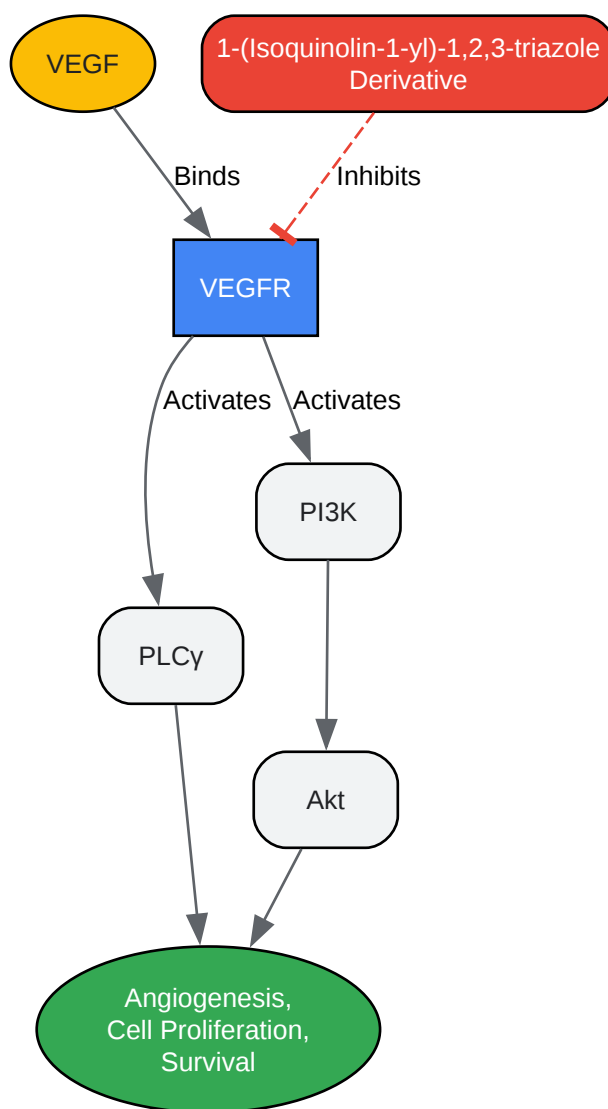 VEGF
1-(Isoquinolin-1-yl)-1,2,3-triazole
Derivative
Binds
Inhibits
VEGFR
Activates
Activates
PI3K
PLCγ
Akt
Angiogenesis,
Cell Proliferation,
Survival